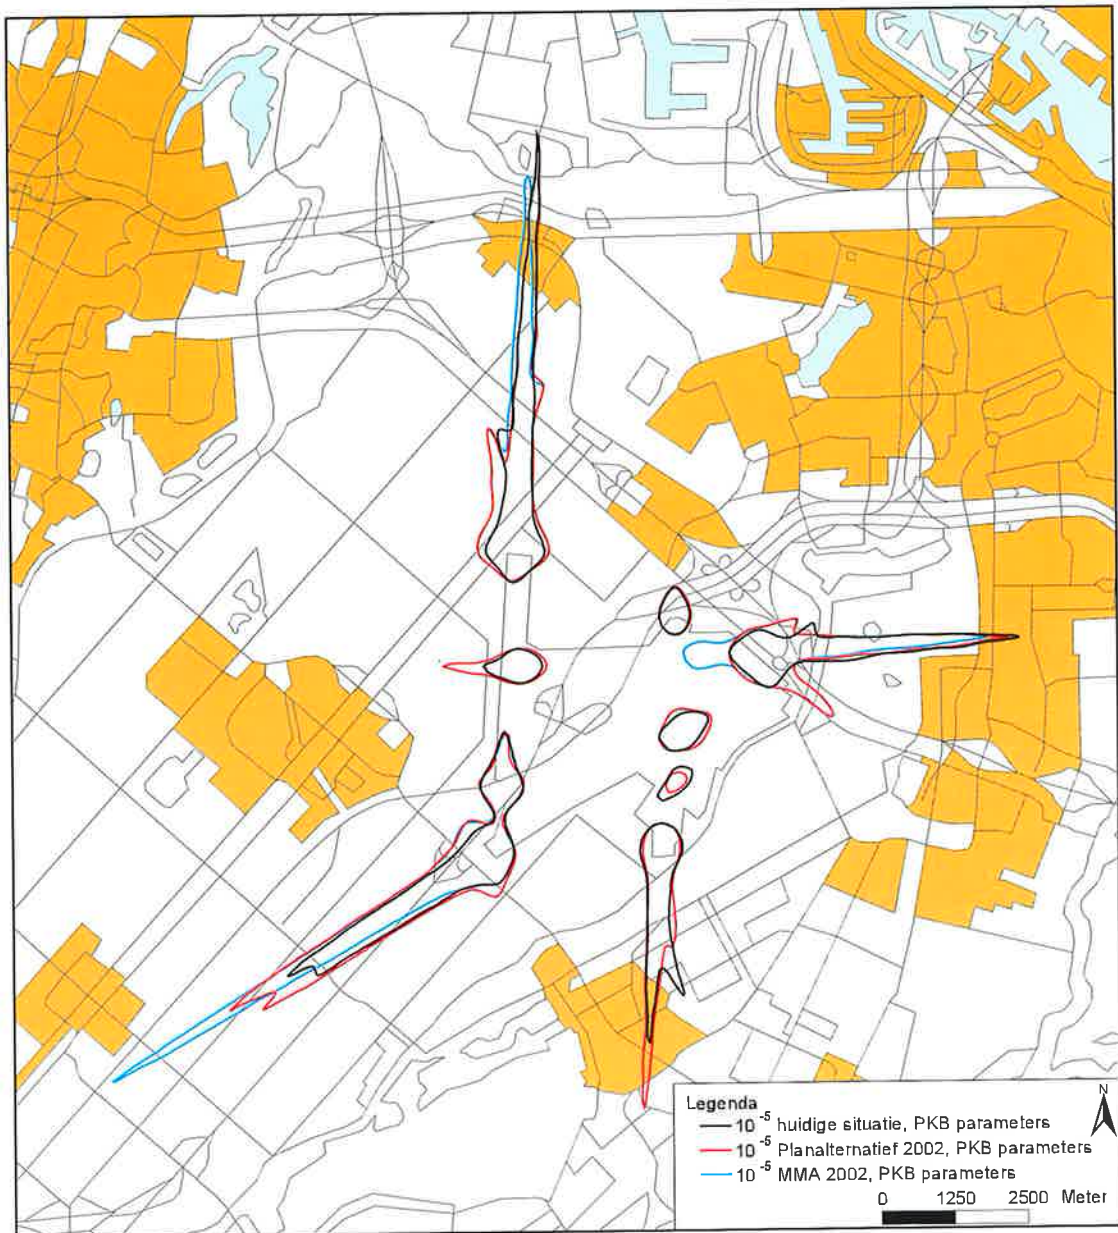 Legenda
N
10 -5 huidige situatie, PKB parameters
10 -5 Planalternatief 2002, PKB parameters
10 -5 MMA 2002, PKB parameters
0 1250 2500 Meter